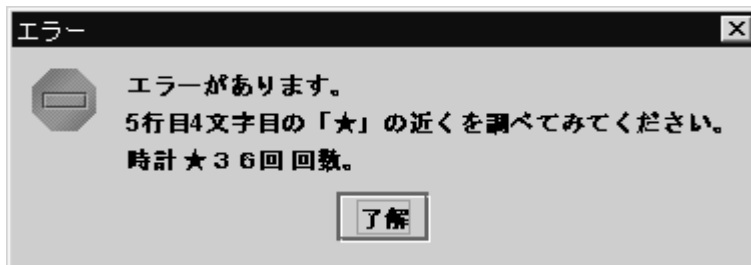 エラー
エラーがあります。
5行目4文字目の「★」の近くを調べてみてください。
時計★36回回数。
了解